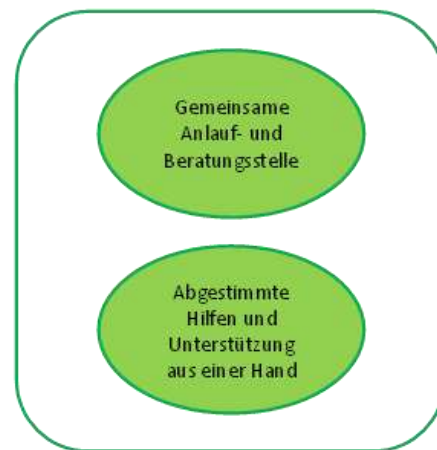 Gemeinsame
Anlauf- und
Beratungsstelle
Abgestimmte
Hilfen und
Unterstützung
aus einer Hand